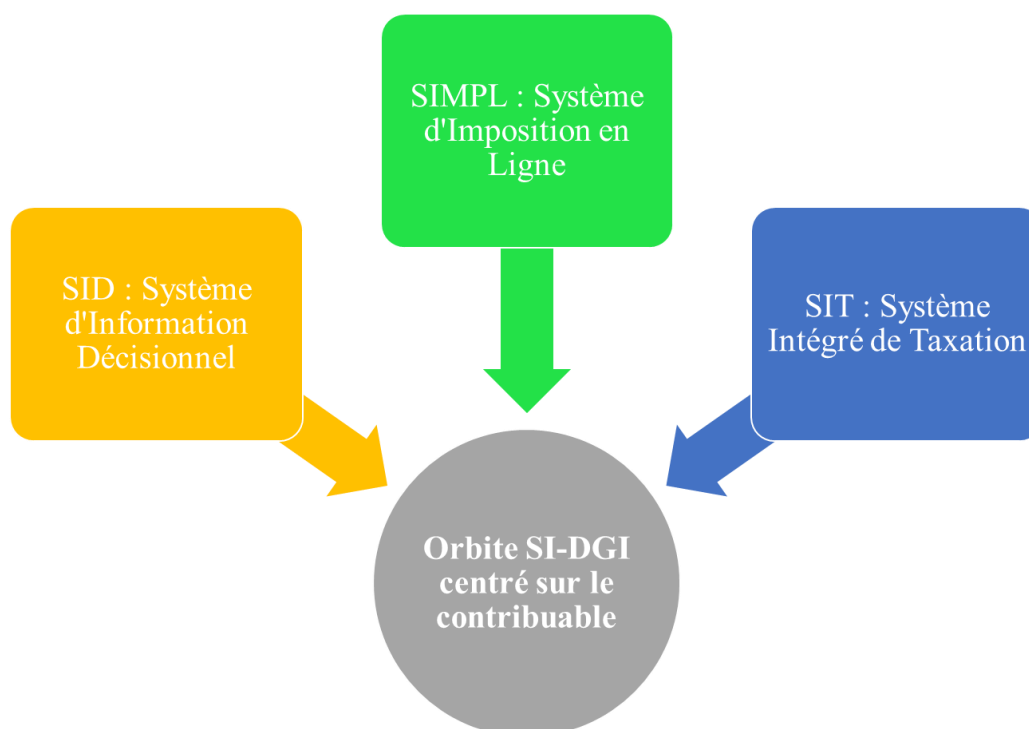 SIMPL : Système
d'Imposition en
Ligne
SID : Système
d'Information
Décisionnel
SIT : Système
Intégré de Taxation
Orbite SI-DGI
centré sur le
contribuable